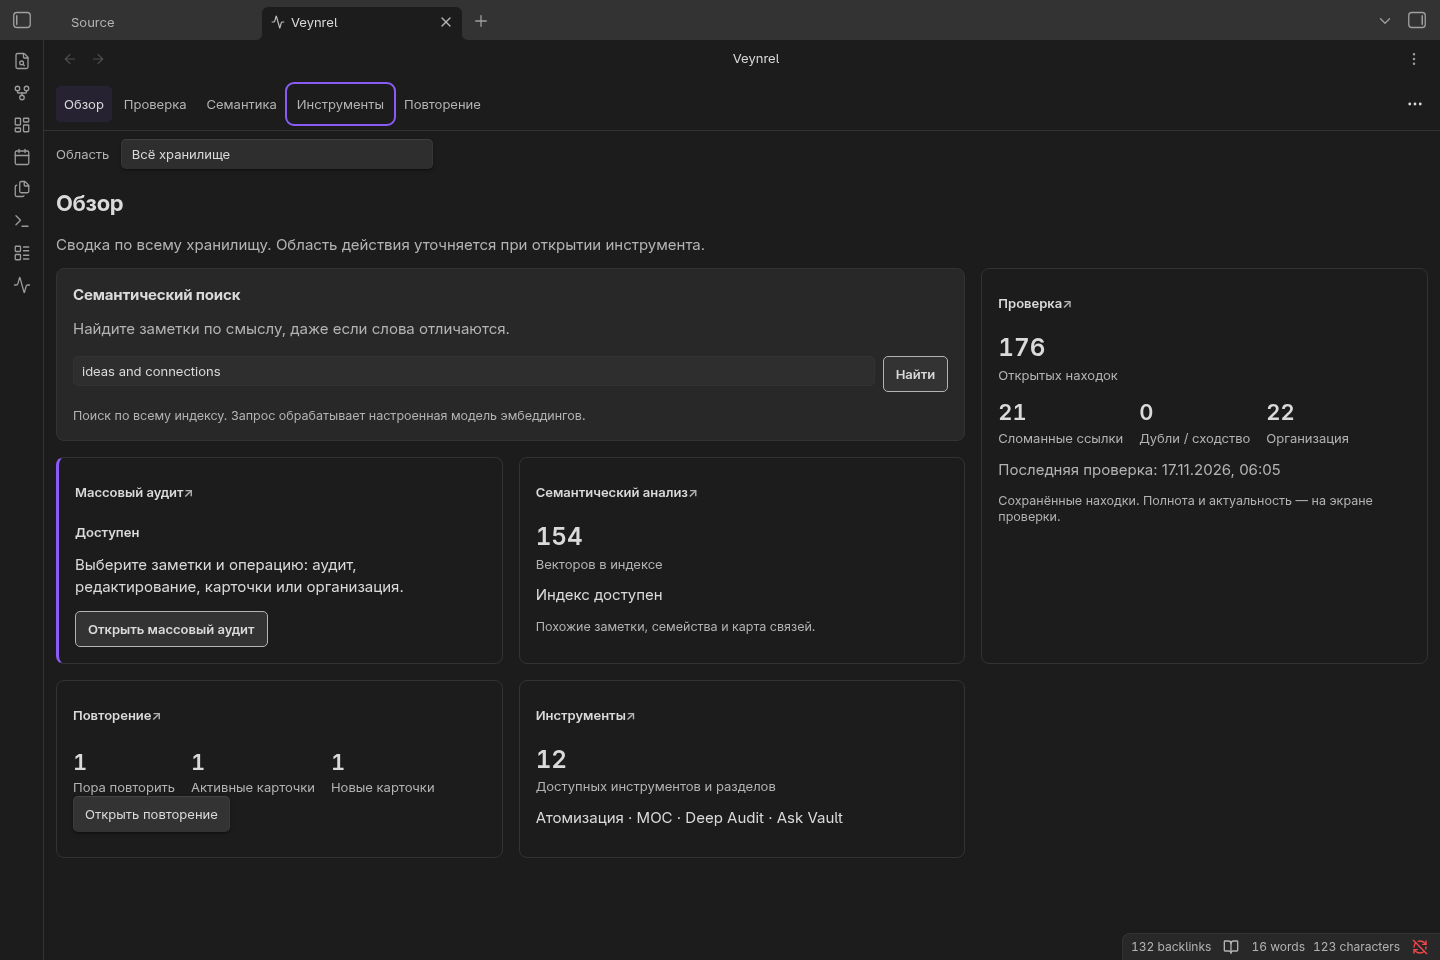 Source
Veynrel
Veynrel
Обзор
Проверка
Семантика
Инструменты
Повторение
Область
Всё хранилище
Обзор
Сводка по всему хранилищу. Область действия уточняется при открытии инструмента.
Семантический поиск
Найдите заметки по смыслу, даже если слова отличаются.
ideas and connections
Найти
Поиск по всему индексу. Запрос обрабатывает настроенная модель эмбеддингов.
Проверка↗
176
Открытых находок
21
Сломанные ссылки
0
Дубли / сходство
22
Организация
Последняя проверка: 17.11.2026, 06:05
Сохранённые находки. Полнота и актуальность — на экране
проверки.
Массовый аудит↗
Доступен
Выберите заметки и операцию: аудит,
редактирование, карточки или организация.
Открыть массовый аудит
Семантический анализ↗
154
Векторов в индексе
Индекс доступен
Похожие заметки, семейства и карта связей.
Повторение↗
1
Пора повторить
1
Активные карточки
1
Новые карточки
Открыть повторение
Инструменты↗
12
Доступных инструментов и разделов
Атомизация · MOC · Deep Audit · Ask Vault
132 backlinks
16 words
123 characters